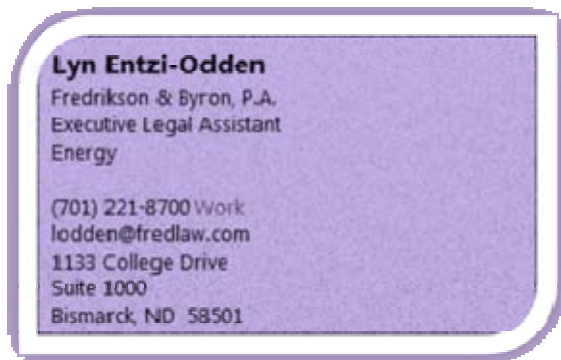 Lyn Entzi-Odden
Fredrikson & Byron, P.A.
Executive Legal Assistant
Energy
(701) 221-8700 Work
lodden@fredlaw.com
1133 College Drive
Suite 1000
Bismarck, ND  58501